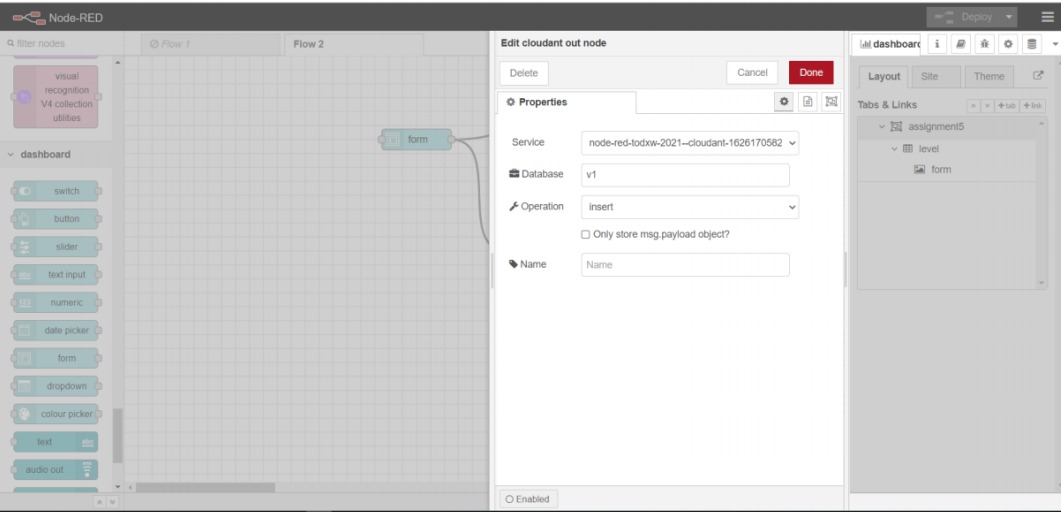 Node-RED
Deploy
filter nodes
Flow 1
Flow 2
Edit cloudant out node
dashboard
Delete
Cancel
Done
Layout
Site
Theme
visual
recognition
V4 collection
utilities
Properties
Tabs & Links
tab
link
assignment5
level
form
form
Service
node-red-todxw-2021--cloudant-1626170582
Database
v1
Operation
insert
Only store msg.payload object?
Name
Name
dashboard
switch
button
slider
text input
numeric
date picker
form
dropdown
colour picker
text
abc
audio out
Enabled